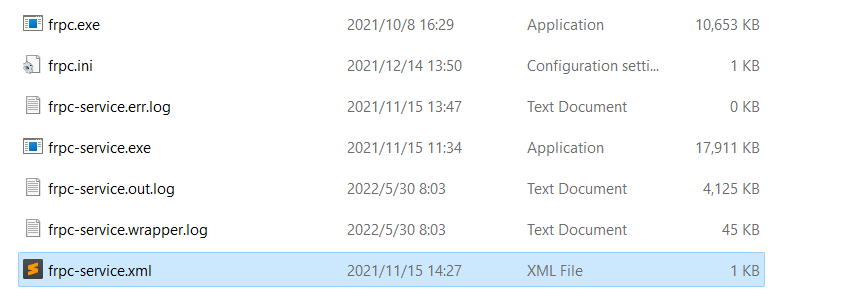 frpc.exe 2021/10/8 16:29 Application 10,653 KB
frpc.ini 2021/12/14 13:50 Configuration setti... 1 KB
frpc-service.err.log 2021/11/15 13:47 Text Document 0 KB
frpc-service.exe 2021/11/15 11:34 Application 17,911 KB
frpc-service.out.log 2022/5/30 8:03 Text Document 4,125 KB
frpc-service.wrapper.log 2022/5/30 8:03 Text Document 45 KB
frpc-service.xml 2021/11/15 14:27 XML File 1 KB